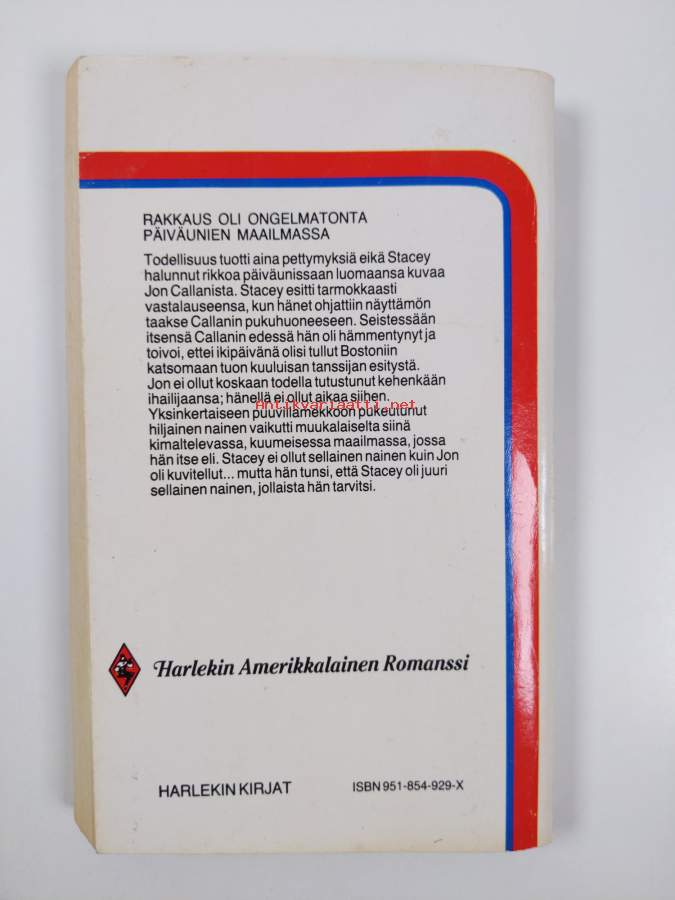 RAKKAUS OLI ONGELMATONTA
PÄIVÄUNIEN MAAILMASSA
Todellisuus tuotti aina pettymyksiä eikä Stacey
halunnut rikkoa päiväunissaan luomaansa kuvaa
Jon Callanista. Stacey esitti tarmokkaasti
vastalauseensa, kun hänet ohjattiin näyttämön
taakse Callanin pukuhuoneeseen. Seistessään
itsensä Callanin edessä hän oli hämmentynyt ja
toivoi, ettei ikipäivänä olisi tullut Bostoniin
katsomaan tuon kuuluisan tanssijan esitystä.
Jon ei ollut koskaan todella tutustunut kehenkään
ihailijaansa; hänellä ei ollut aikaa siihen.
Antikvariaatti.net
Yksinkertaiseen puuvillamekkoon pukeutunut
hiljainen nainen vaikutti muukalaiselta siinä
kimaltelevassa, kuumeisessa maailmassa, jossa
hän itse eli. Stacey ei ollut sellainen nainen kuin Jon
oli kuvitellut... mutta hän tunsi, että Stacey oli juuri
sellainen nainen, jollaista hän tarvitsi.
Harlekin Amerikkalainen Romanssi
HARLEKIN KIRJAT ISBN 951-854-929-X